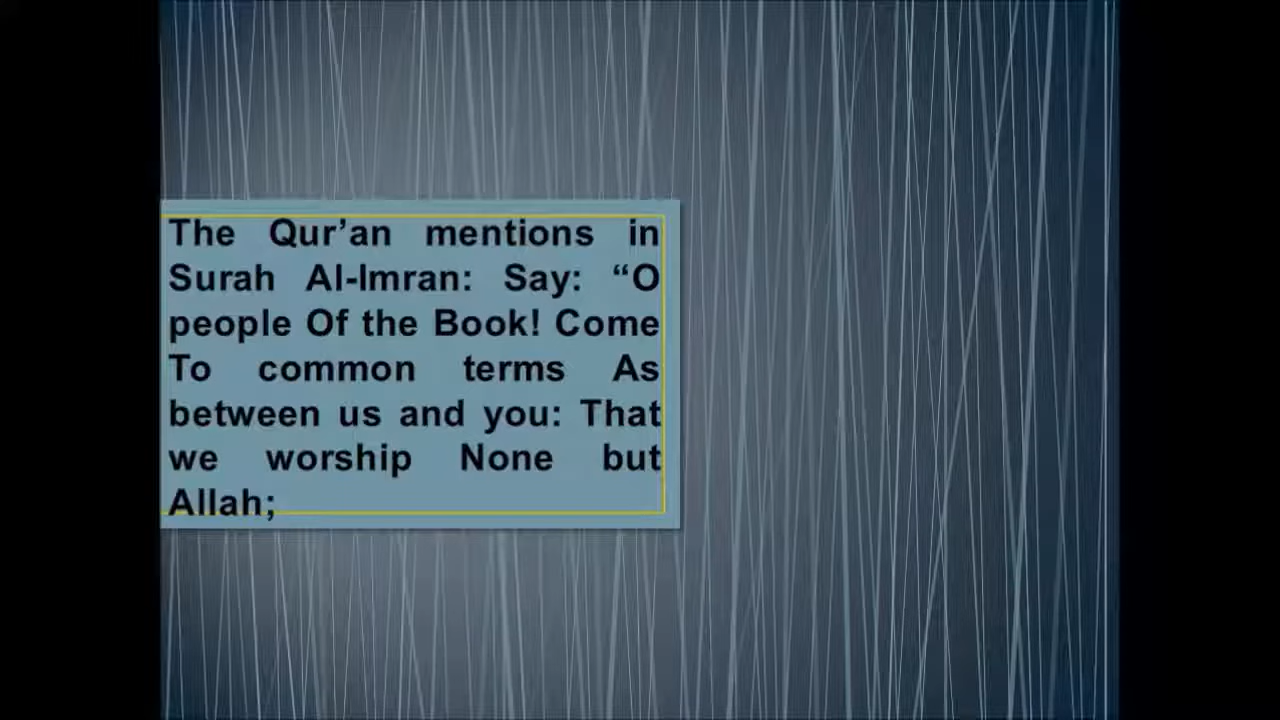 The Qur’an mentions in
Surah Al-Imran: Say: “O
people Of the Book! Come
To common terms As
between us and you: That
we worship None but
Allah;